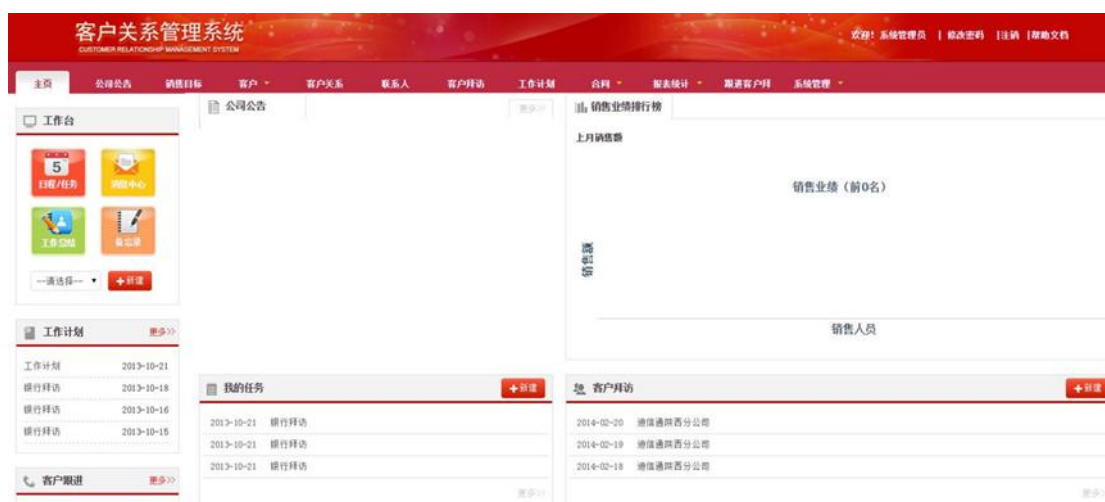 客户关系管理系统
CUSTOMER RELATIONSHIP MANAGEMENT SYSTEM
欢迎！系统管理员 | 修改密码 |注销 |帮助文档
主页 公司公告 销售目标 客户 客户关系 联系人 客户拜访 工作计划 合同 报表统计 跟进客户拜 系统管理
工作台
5
日程/任务 消息中心
工作总结 备忘录
--请选择-- +新建
工作计划 更多>>
工作计划 2013-10-21
银行拜访 2013-10-18
银行拜访 2013-10-16
银行拜访 2013-10-15
客户跟进 更多>>
公司公告 更多>>
我的任务 +新建
2013-10-21 银行拜访
2013-10-21 银行拜访
2013-10-21 银行拜访
更多>>
销售业绩排行榜
上月销售额
销售业绩（前0名）
销售额
销售人员
客户拜访 +新建
2014-02-20 通信通陕西分公司
2014-02-19 通信通陕西分公司
2014-02-18 通信通陕西分公司
更多>